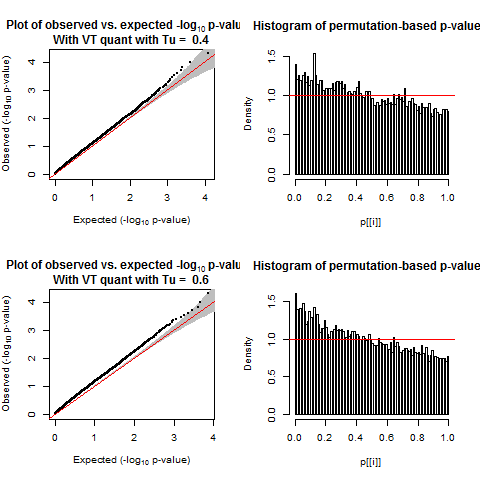 Plot of observed vs. expected -log10 p-valu
With VT quant with Tu = 0.4
Observed (-log10 p-value)
4
3
2
1
0
0 1 2 3 4
Expected (-log10 p-value)
Histogram of permutation-based p-value
Density
1.5
1.0
0.5
0.0
0.0 0.2 0.4 0.6 0.8 1.0
p[[i]]
Plot of observed vs. expected -log10 p-valu
With VT quant with Tu = 0.6
Observed (-log10 p-value)
4
3
2
1
0
0 1 2 3 4
Expected (-log10 p-value)
Histogram of permutation-based p-value
Density
1.5
1.0
0.5
0.0
0.0 0.2 0.4 0.6 0.8 1.0
p[[i]]